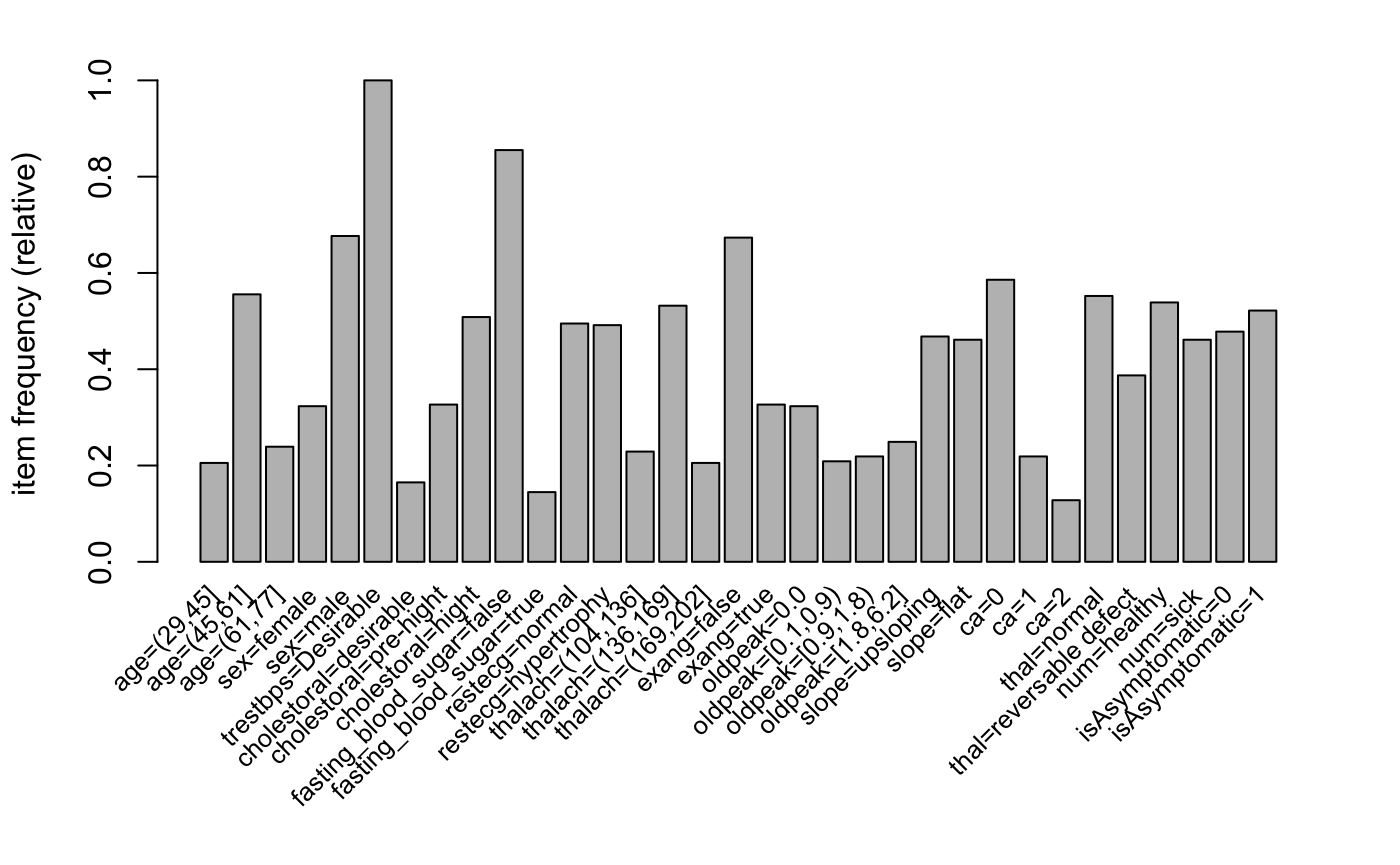 item frequency (relative)
1.0
0.8
0.6
0.4
0.2
0.0
age=(29,45]
age=(45,61]
age=(61,77]
sex=female
sex=male
trestbps=Desirable
cholestoral=desirable
cholestoral=pre-hight
cholestoral=hight
fasting_blood_sugar=false
fasting_blood_sugar=true
restecg=normal
restecg=hypertrophy
thalach=(104,136]
thalach=(136,169]
thalach=(169,202]
exang=false
exang=true
oldpeak=0.0
oldpeak=[0.1,0.9)
oldpeak=[0.9,1.8)
oldpeak=[1.8,6.2]
slope=upsloping
slope=flat
ca=0
ca=1
ca=2
thal=normal
thal=reversable defect
num=healthy
num=sick
isAsymptomatic=0
isAsymptomatic=1